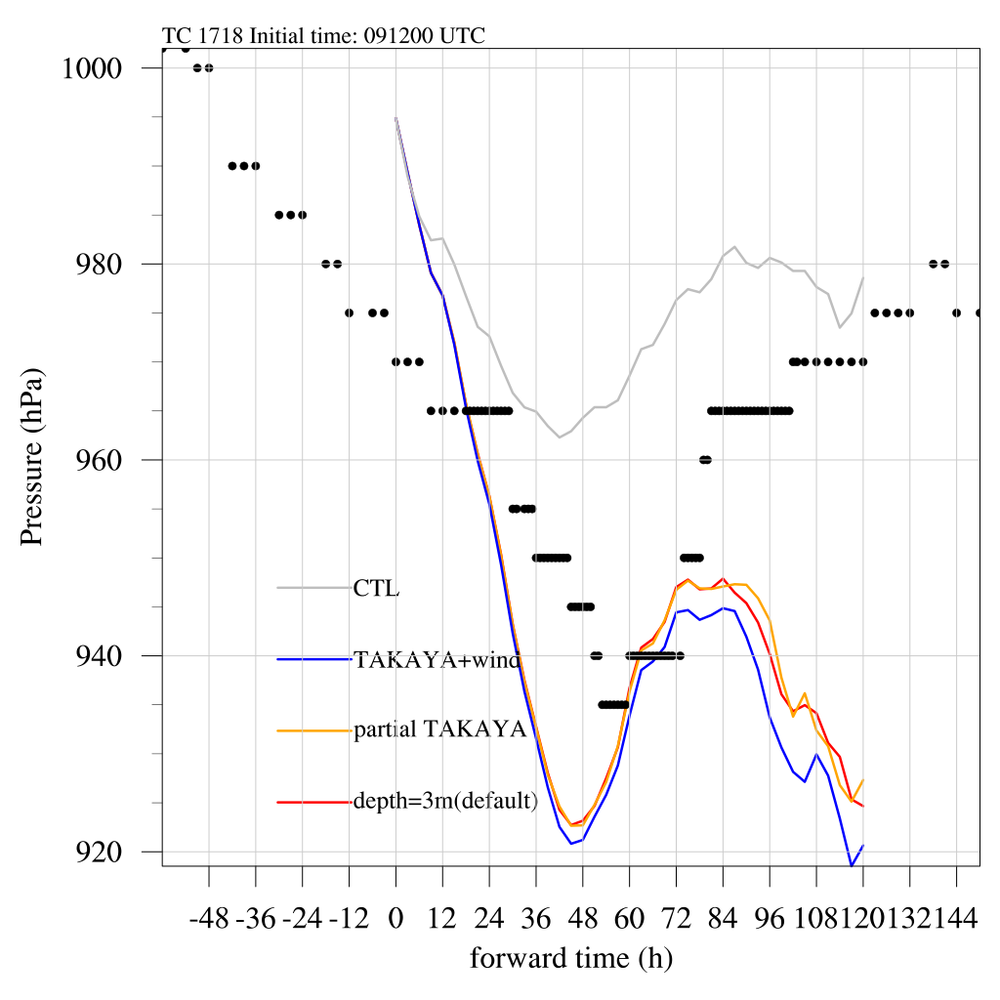 TC 1718 Initial time: 091200 UTC
1000
980
960
940
920
Pressure (hPa)
CTL
TAKAYA+wind
partial TAKAYA
depth=3m(default)
-48 -36 -24 -12 0 12 24 36 48 60 72 84 96 108 120 132 144
forward time (h)